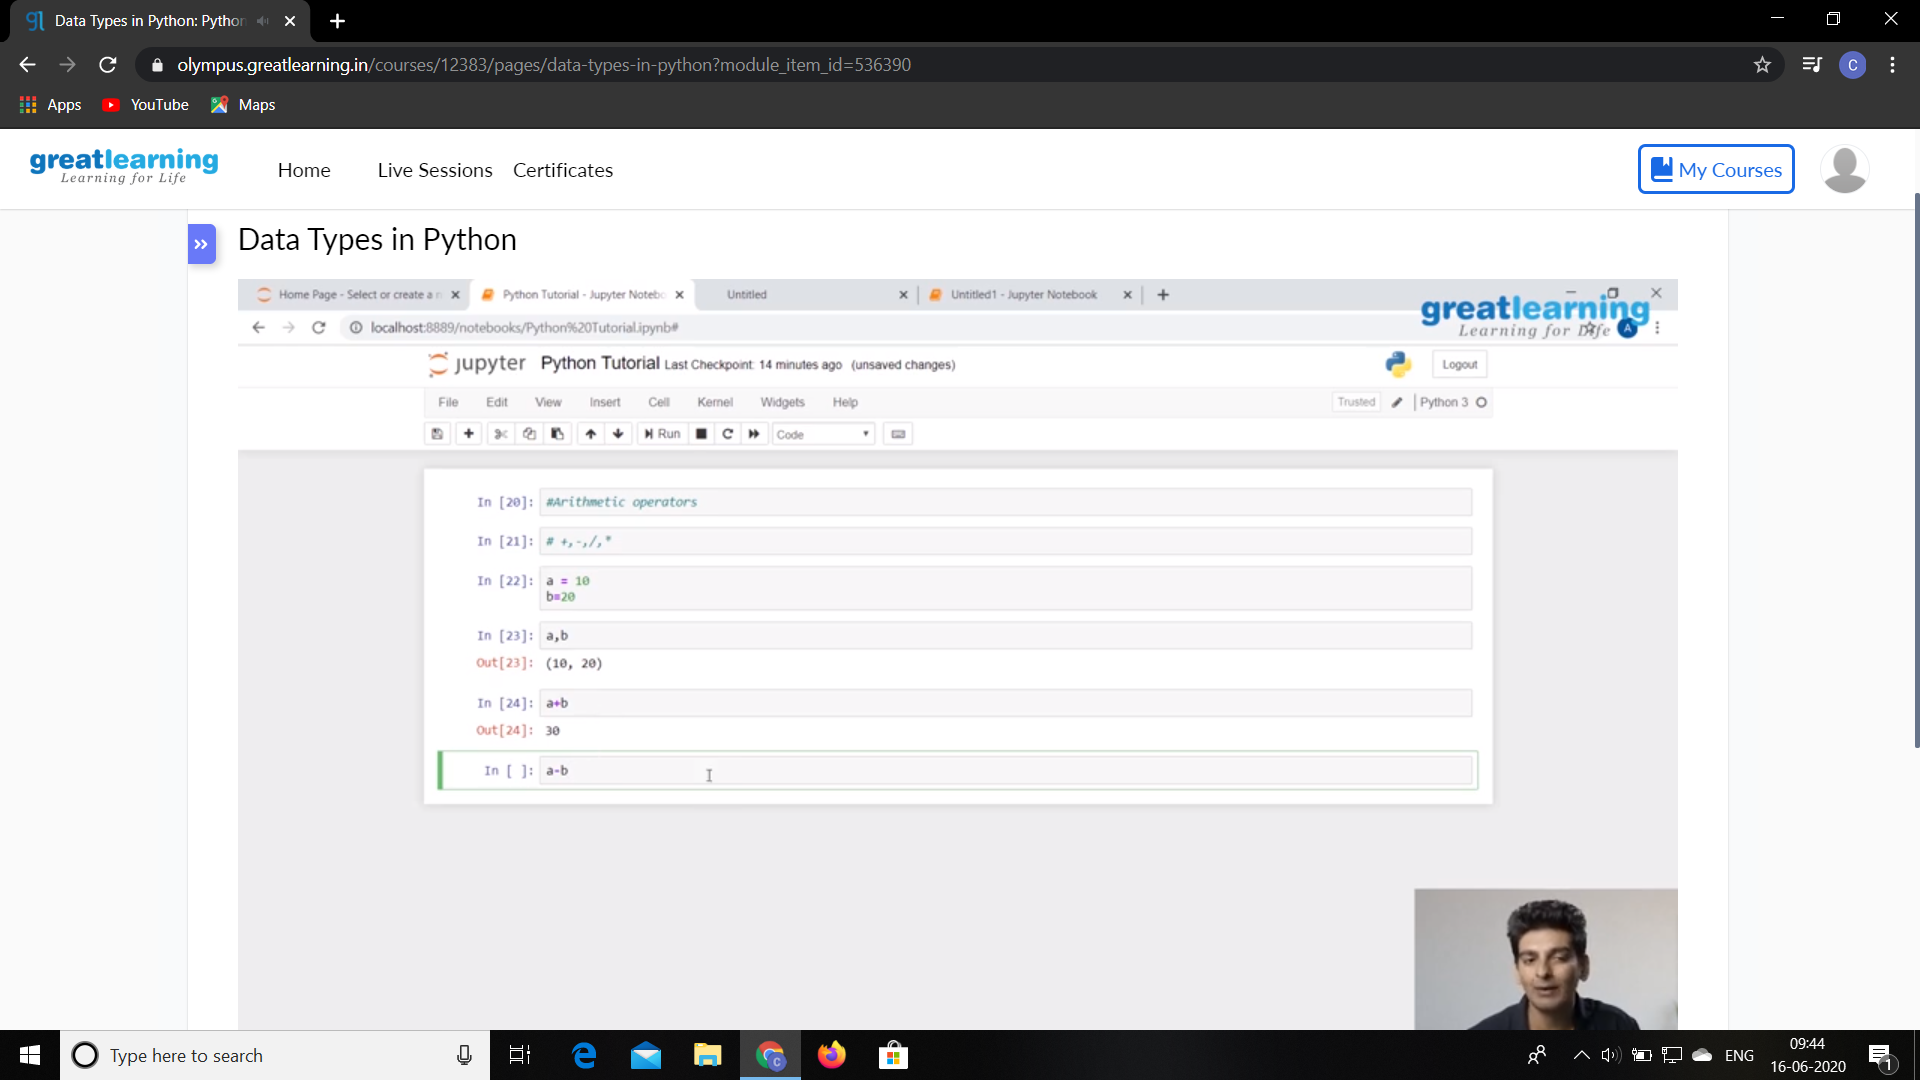 Data Types in Python: Python
olympus.greatlearning.in/courses/12383/pages/data-types-in-python?module_item_id=536390
C
Apps YouTube Maps
greatlearning
Learning for Life
Home Live Sessions Certificates
My Courses
Data Types in Python
Home Page - Select or create a n
Python Tutorial - Jupyter Notebo
Untitled
Untitled1 - Jupyter Notebook
greatlearning
Learning for Life
localhost:8889/notebooks/Python%20Tutorial.ipynb#
A
jupyter Python Tutorial Last Checkpoint: 14 minutes ago (unsaved changes)
Logout
File Edit View Insert Cell Kernel Widgets Help
Trusted Python 3
Run Code
In [20]: #Arithmetic operators
In [21]: # +,-,/,*
In [22]: a = 10
b=20
In [23]: a,b
Out[23]: (10, 20)
In [24]: a+b
Out[24]: 30
In [ ]: a-b
Type here to search
C
ENG
09:44
16-06-2020
1